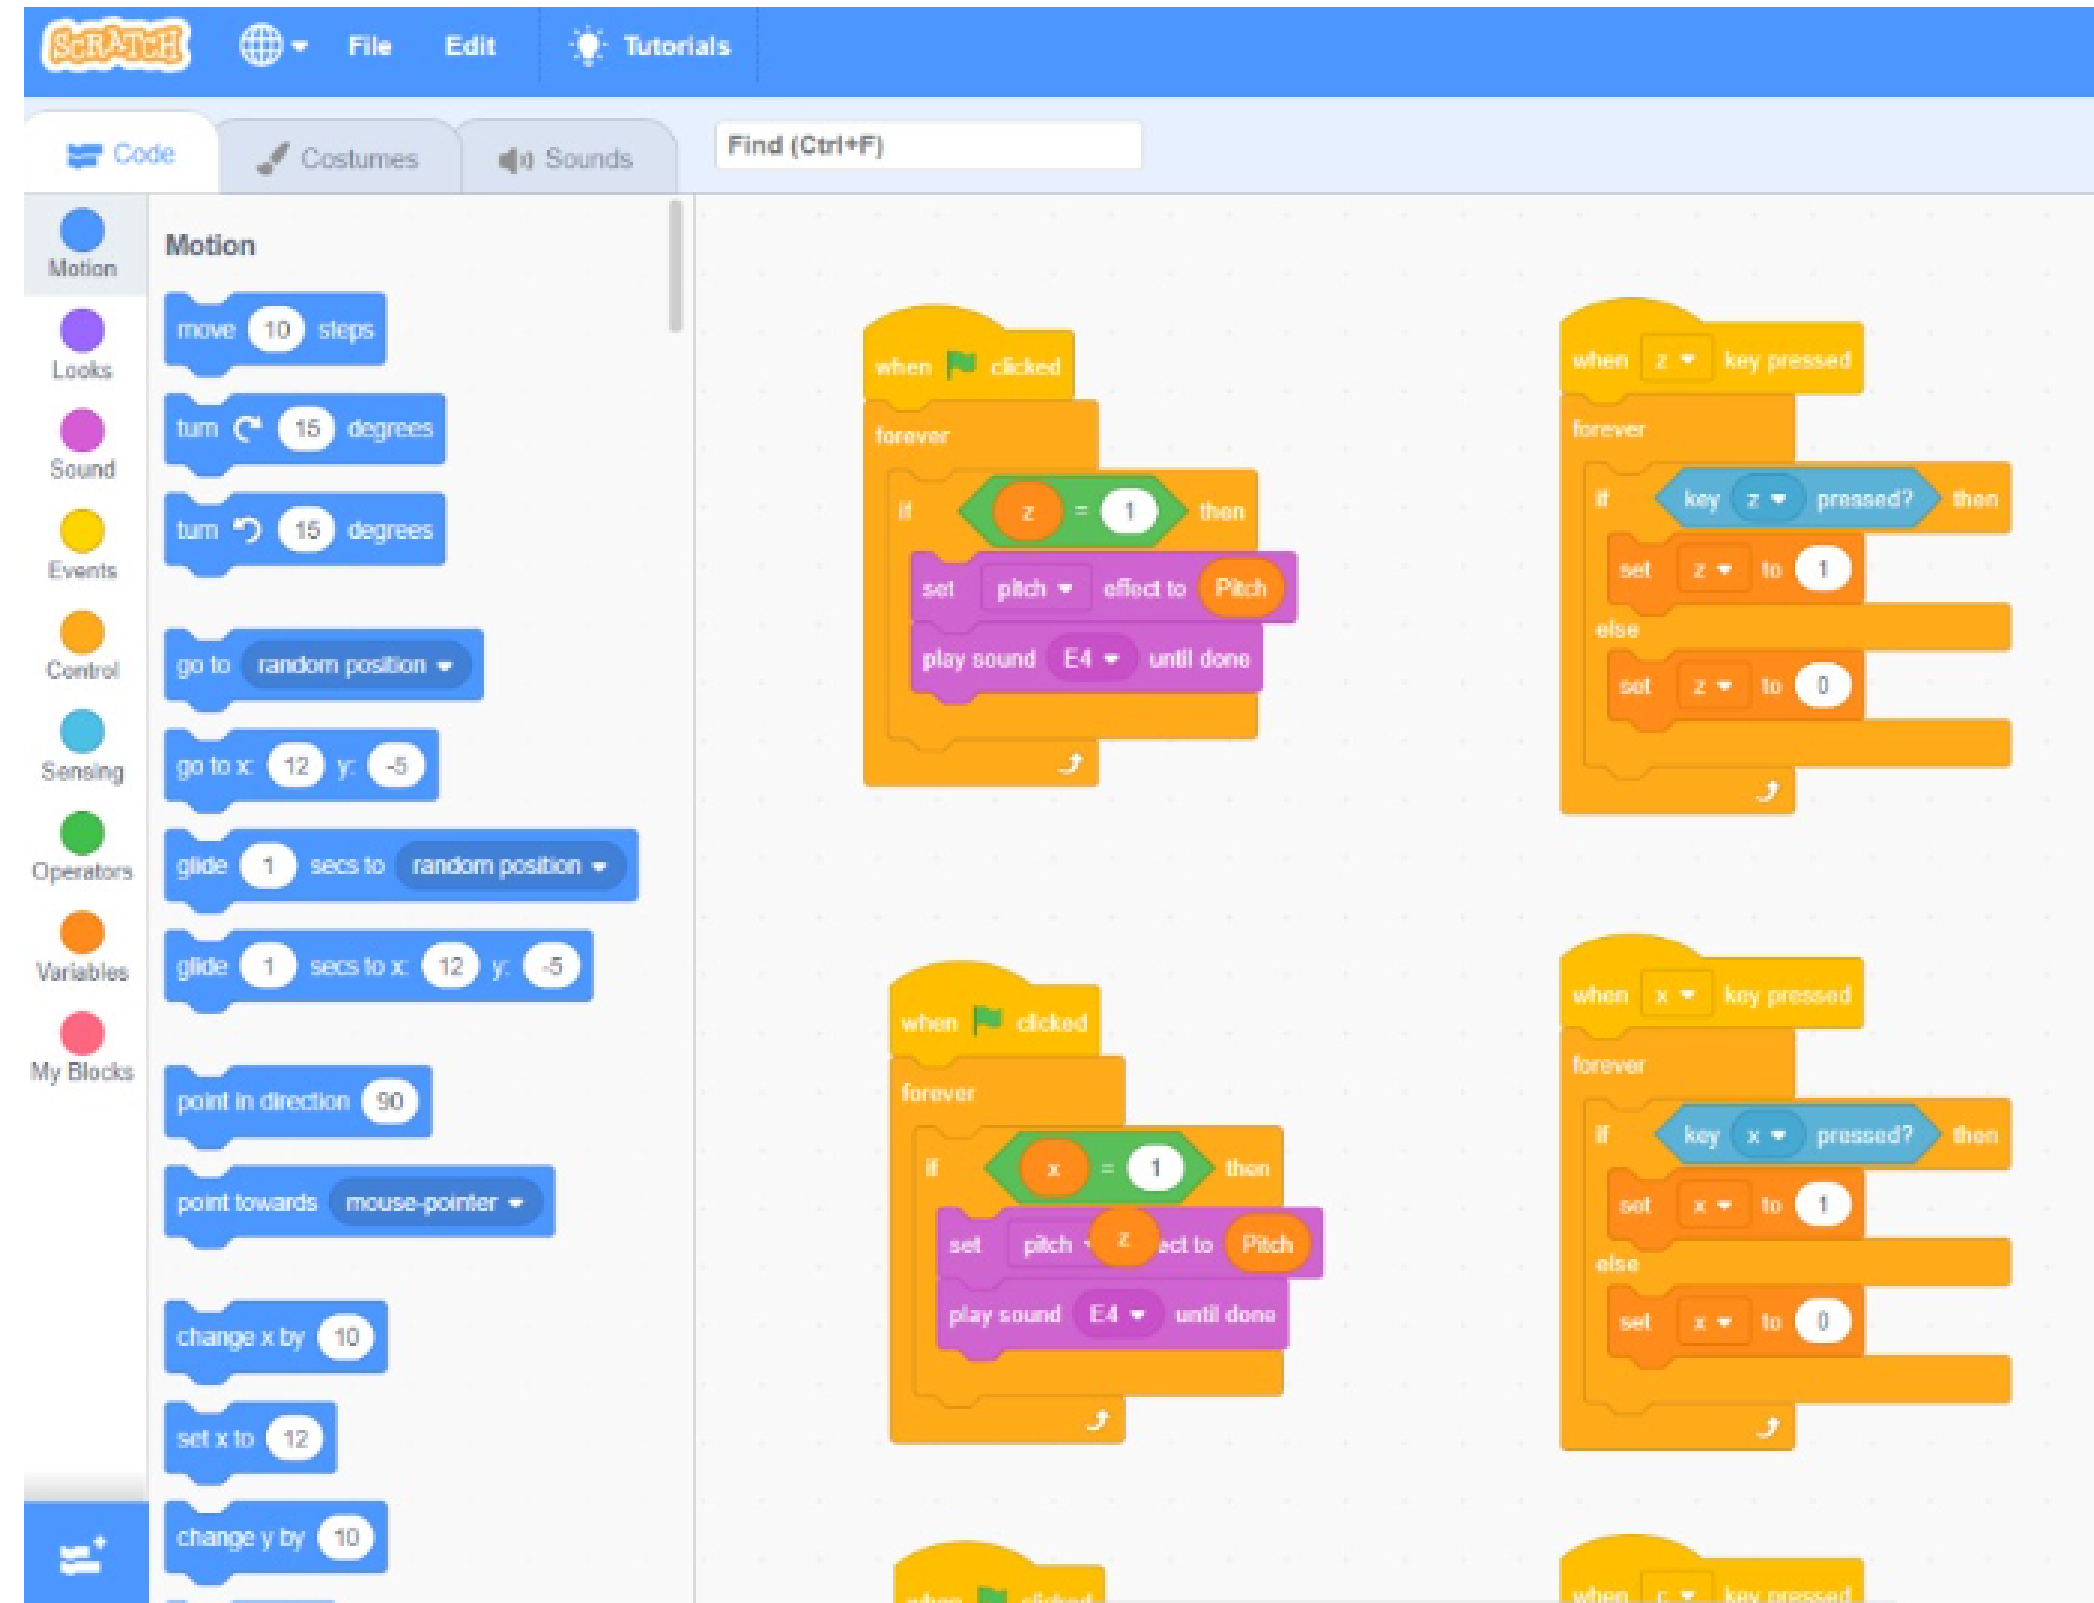 SCRATCH
File
Edit
Tutorials
Code
Costumes
Sounds
Find (Ctrl+F)
Motion
Looks
Sound
Events
Control
Sensing
Operators
Variables
My Blocks
Motion
move 10 steps
turn 15 degrees
turn 15 degrees
go to random position
go to x: 12 y: -5
glide 1 secs to random position
glide 1 secs to x: 12 y: -5
point in direction 90
point towards mouse-pointer
change x by 10
set x to 12
change y by 10
when clicked
forever
if z = 1 then
set pitch effect to Pitch
play sound E4 until done
when z key pressed
forever
if key z pressed? then
set z to 1
else
set z to 0
when clicked
forever
if x = 1 then
set pitch z ect to Pitch
play sound E4 until done
when x key pressed
forever
if key x pressed? then
set x to 1
else
set x to 0
when clicked
when c key pressed